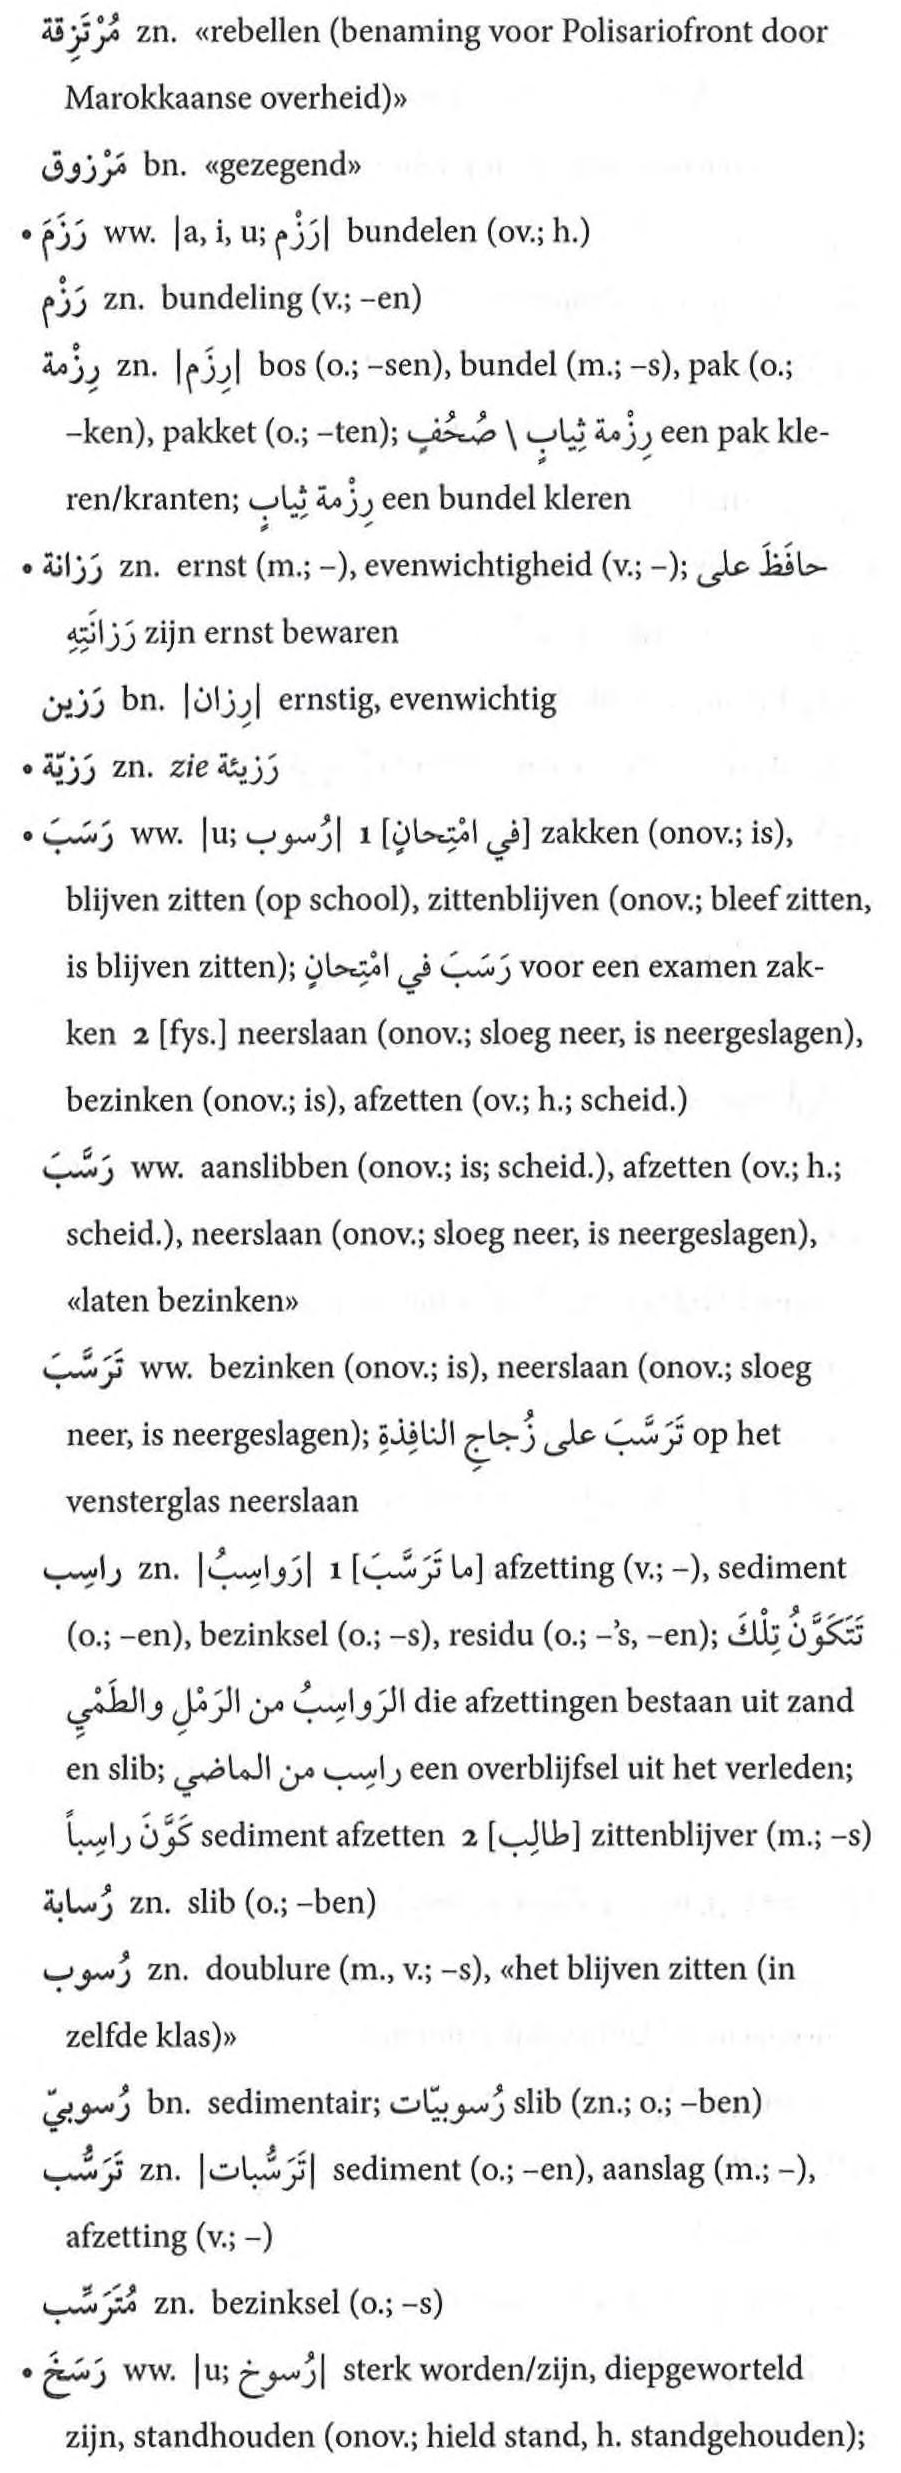 مُرْتَزِقة zn. «rebellen (benaming voor Polisariofront door
Marokkaanse overheid)»
مَرْزوق bn. «gezegend»
• رَزَمَ ww. |a, i, u; رَزْم| bundelen (ov.; h.)
رَزْم zn. bundeling (v.; –en)
رِزْمة zn. |رِزَم| bos (o.; –sen), bundel (m.; –s), pak (o.;
–ken), pakket (o.; –ten); رِزْمة ثِيابٍ \ صُحُفٍ een pak kle-
ren/kranten; رِزْمة ثِيابٍ een bundel kleren
• رَزانة zn. ernst (m.; –), evenwichtigheid (v.; –); حافَظَ على
رَزانَتِهِ zijn ernst bewaren
رَزين bn. |رِزان| ernstig, evenwichtig
• رَزيّة zn. zie رَزيئة
• رَسَبَ ww. |u; رُسوب| 1 [في امْتِحانٍ] zakken (onov.; is),
blijven zitten (op school), zittenblijven (onov.; bleef zitten,
is blijven zitten); رَسَبَ في امْتِحانٍ voor een examen zak-
ken 2 [fys.] neerslaan (onov.; sloeg neer, is neergeslagen),
bezinken (onov.; is), afzetten (ov.; h.; scheid.)
رَسَّبَ ww. aanslibben (onov.; is; scheid.), afzetten (ov.; h.;
scheid.), neerslaan (onov.; sloeg neer, is neergeslagen),
«laten bezinken»
تَرَسَّبَ ww. bezinken (onov.; is), neerslaan (onov.; sloeg
neer, is neergeslagen); تَرَسَّبَ على زُجاجِ النافِذةِ op het
vensterglas neerslaan
راسِب zn. |رَواسِبُ| 1 [ما تَرَسَّبَ] afzetting (v.; –), sediment
(o.; –en), bezinksel (o.; –s), residu (o.; –’s, –en); تَتَكَوَّنُ تِلْكَ
الرَواسِبُ من الرَمْلِ والطَمْيِ die afzettingen bestaan uit zand
en slib; راسِب من الماضي een overblijfsel uit het verleden;
كَوَّنَ راسِباً sediment afzetten 2 [طالِب] zittenblijver (m.; –s)
رُسابة zn. slib (o.; –ben)
رُسوب zn. doublure (m., v.; –s), «het blijven zitten (in
zelfde klas)»
رُسوبيّ bn. sedimentair; رُسوبيّات slib (zn.; o.; –ben)
تَرَسُّب zn. |تَرَسُّبات| sediment (o.; –en), aanslag (m.; –),
afzetting (v.; –)
مُتَرَسِّب zn. bezinksel (o.; –s)
• رَسَخَ ww. |u; رُسوخ| sterk worden/zijn, diepgeworteld
zijn, standhouden (onov.; hield stand, h. standgehouden);